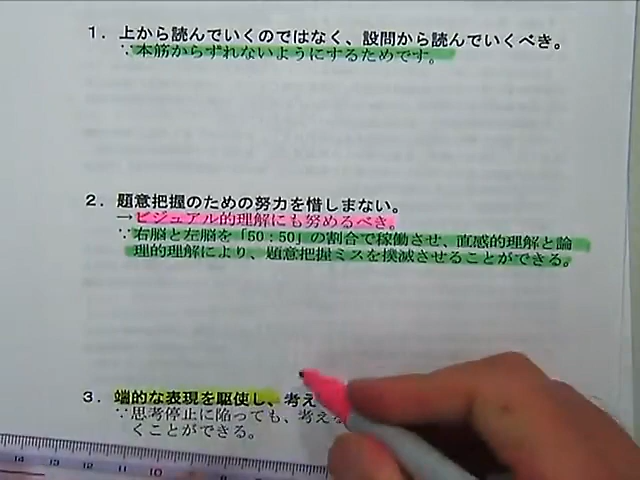 1．上から読んでいくのではなく、設問から読んでいくべき。
∵本筋からずれないようにするためです。
2．題意把握のための努力を惜しまない。
→ビジュアル的理解にも努めるべき。
∵右脳と左脳を「50：50」の割合で稼働させ、直感的理解と論
理的理解により、題意把握ミスを撲滅させることができる。
3．端的な表現を駆使し、考え
∵思考停止に陥っても、考え
くことができる。
14 13 12 11 10